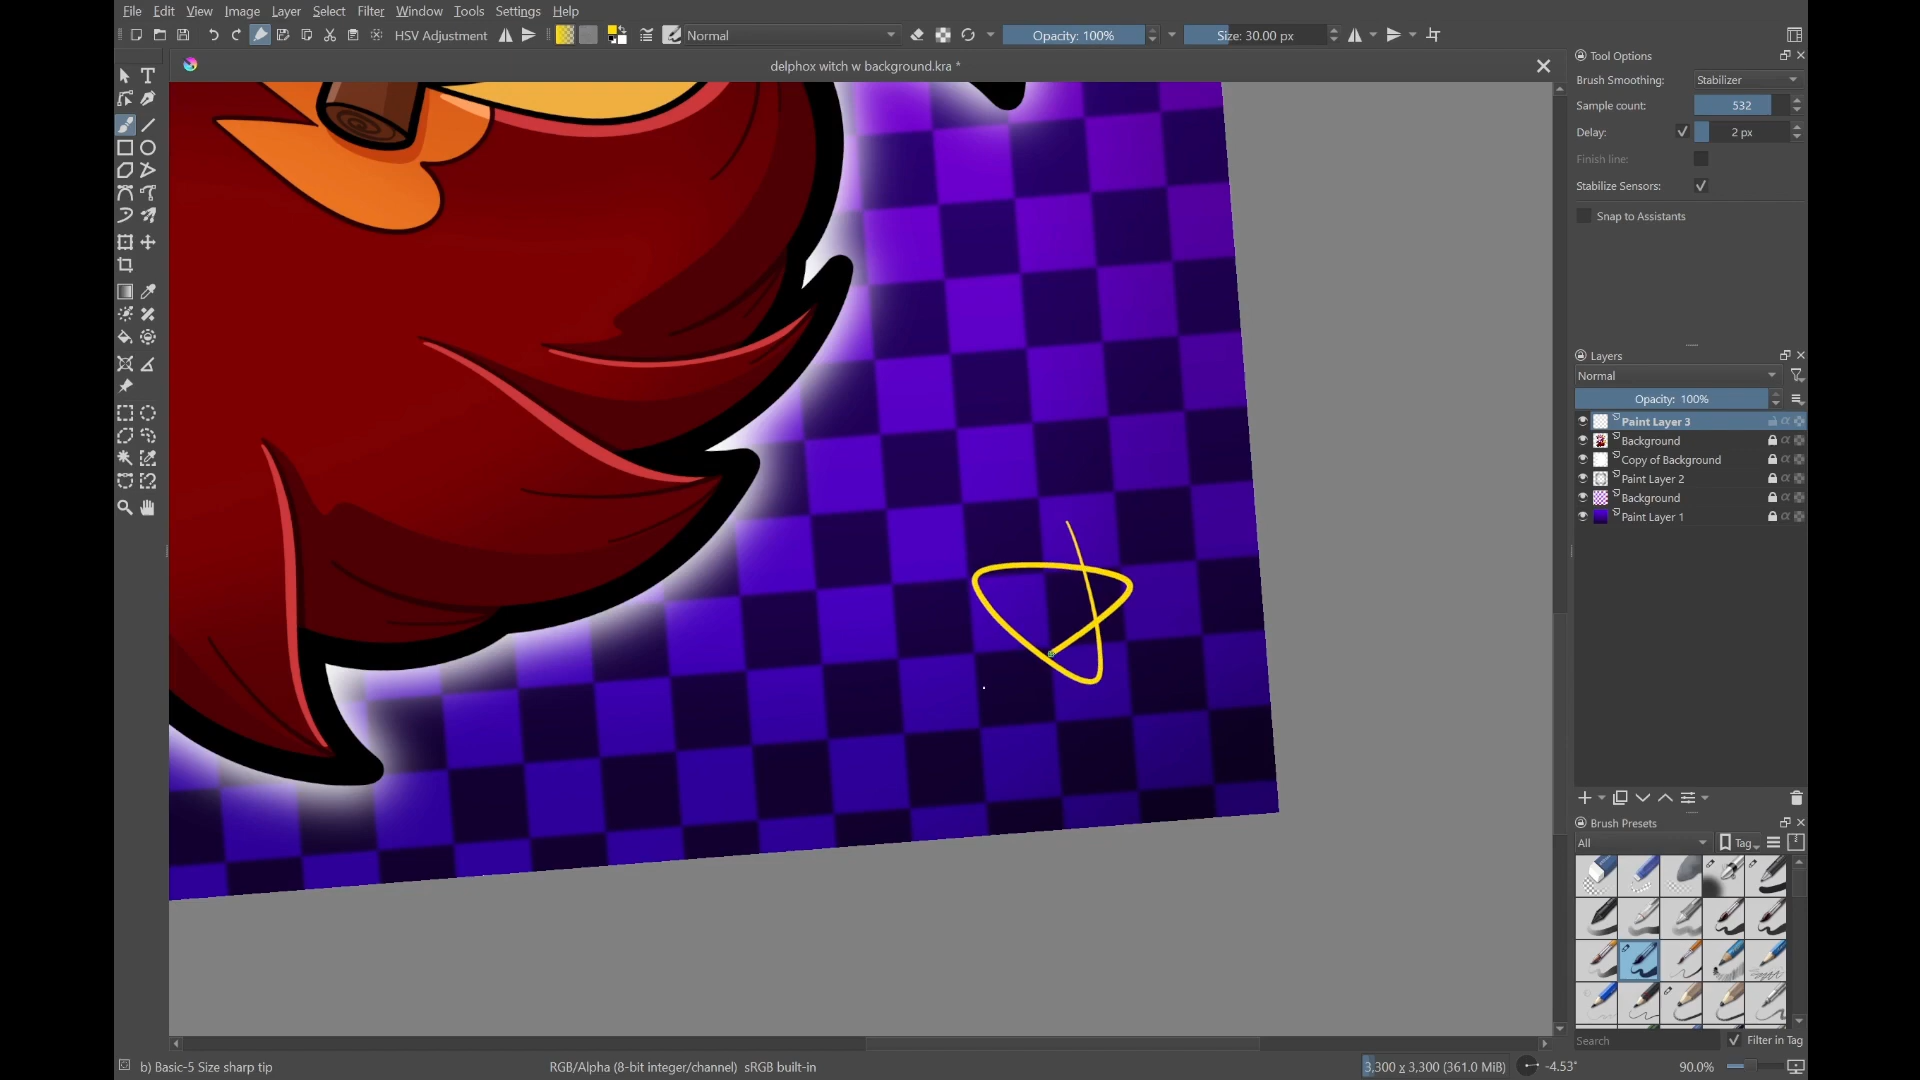 File Edit View Image Layer Select Filter Window Tools Settings Help
HSV Adjustment Normal Opacity: 100% Size: 30.00 px
delphox witch w background.kra *
Tool Options
Brush Smoothing: Stabilizer
Sample count: 532
Delay: 2 px
Finish line:
Stabilize Sensors:
Snap to Assistants
Layers
Normal
Opacity: 100%
Paint Layer 3
Background
Copy of Background
Paint Layer 2
Background
Paint Layer 1
Brush Presets
All Tag
Search Filter in Tag
b) Basic-5 Size sharp tip RGB/Alpha (8-bit integer/channel) sRGB built-in 3,300 x 3,300 (361.0 MiB) -4.53° 90.0%